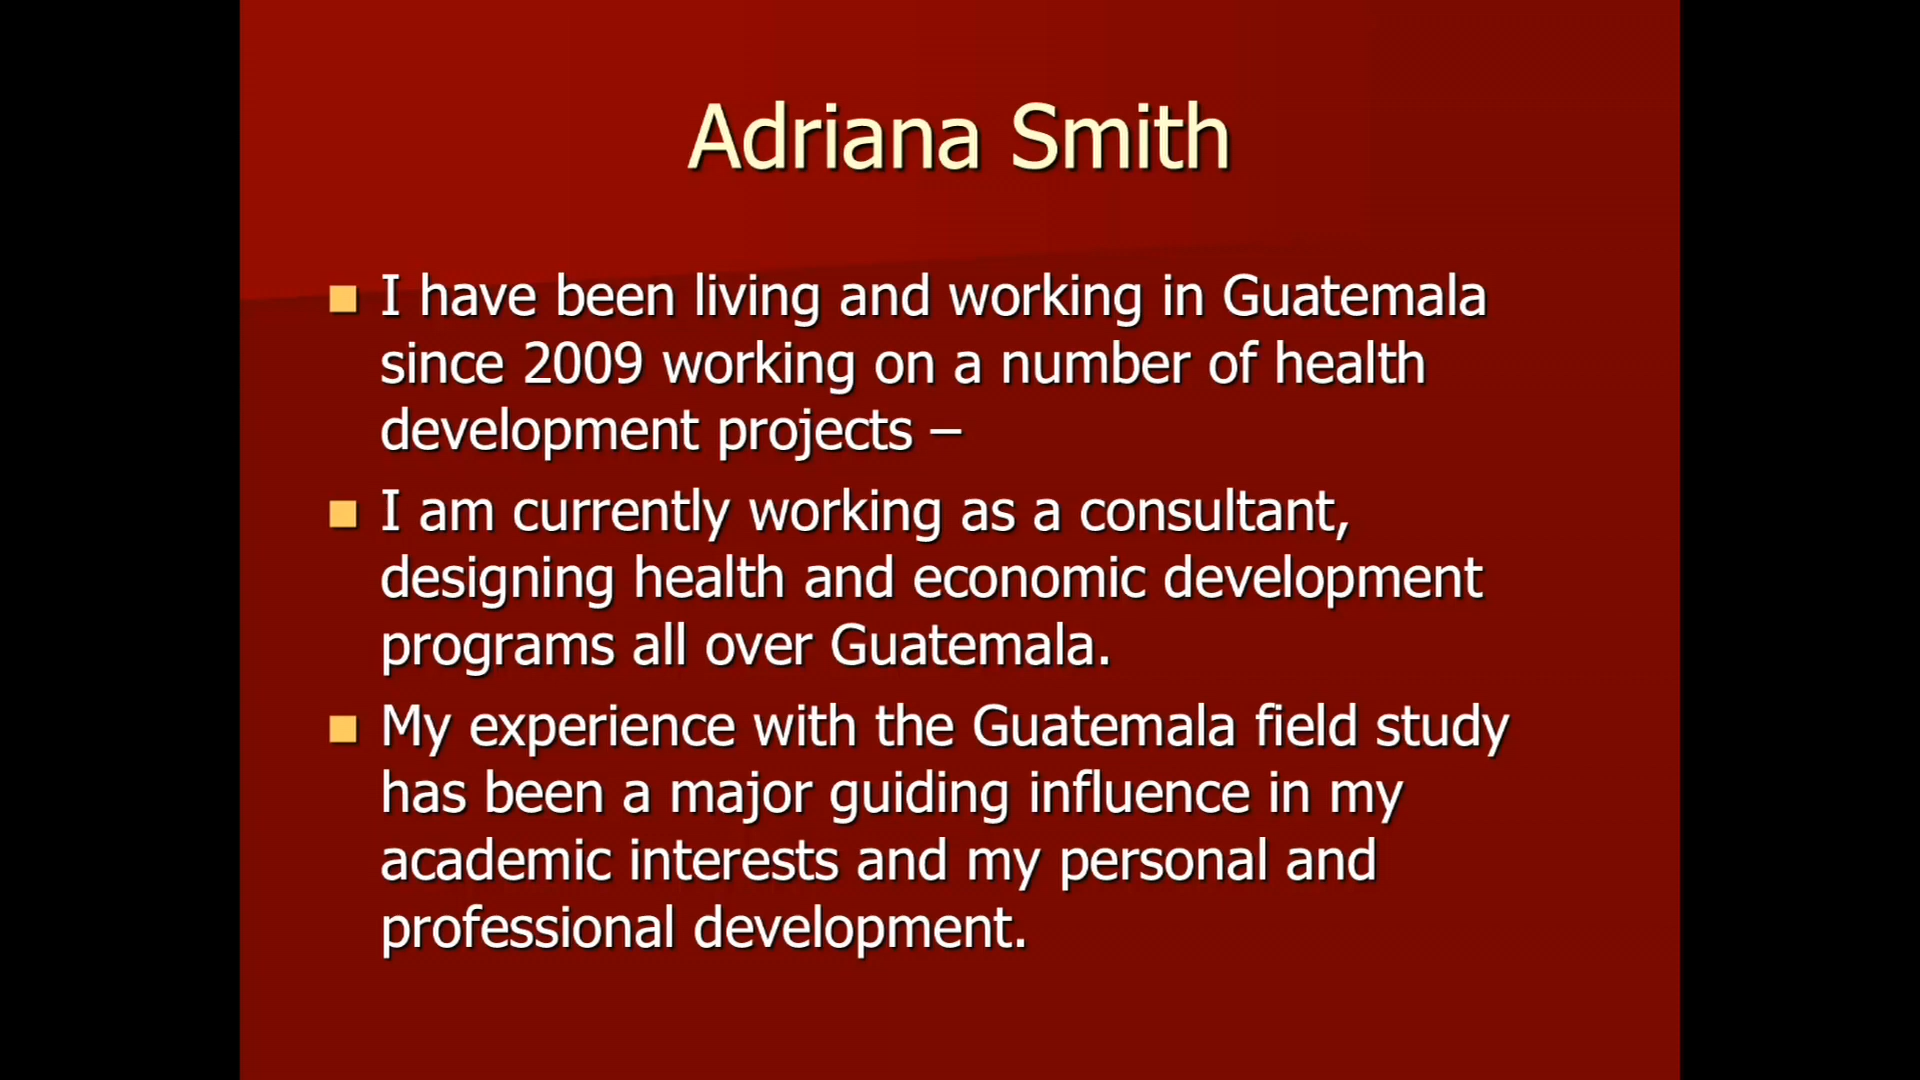 Adriana Smith
I have been living and working in Guatemala
since 2009 working on a number of health
development projects –
I am currently working as a consultant,
designing health and economic development
programs all over Guatemala.
My experience with the Guatemala field study
has been a major guiding influence in my
academic interests and my personal and
professional development.